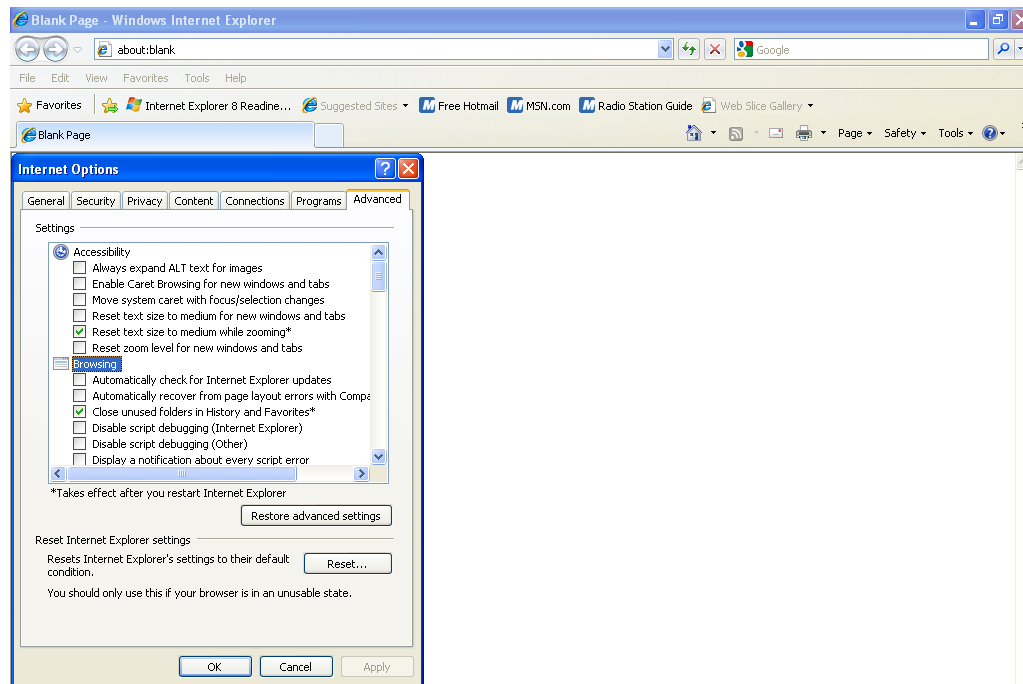 Blank Page - Windows Internet Explorer
about:blank
Google
File Edit View Favorites Tools Help
Favorites Internet Explorer 8 Readine... Suggested Sites Free Hotmail MSN.com Radio Station Guide Web Slice Gallery
Blank Page
Page Safety Tools
Internet Options
General Security Privacy Content Connections Programs Advanced
Settings
Accessibility
Always expand ALT text for images
Enable Caret Browsing for new windows and tabs
Move system caret with focus/selection changes
Reset text size to medium for new windows and tabs
Reset text size to medium while zooming*
Reset zoom level for new windows and tabs
Browsing
Automatically check for Internet Explorer updates
Automatically recover from page layout errors with Compa
Close unused folders in History and Favorites*
Disable script debugging (Internet Explorer)
Disable script debugging (Other)
Display a notification about every script error
*Takes effect after you restart Internet Explorer
Restore advanced settings
Reset Internet Explorer settings
Resets Internet Explorer's settings to their default
condition.
Reset...
You should only use this if your browser is in an unusable state.
OK Cancel Apply